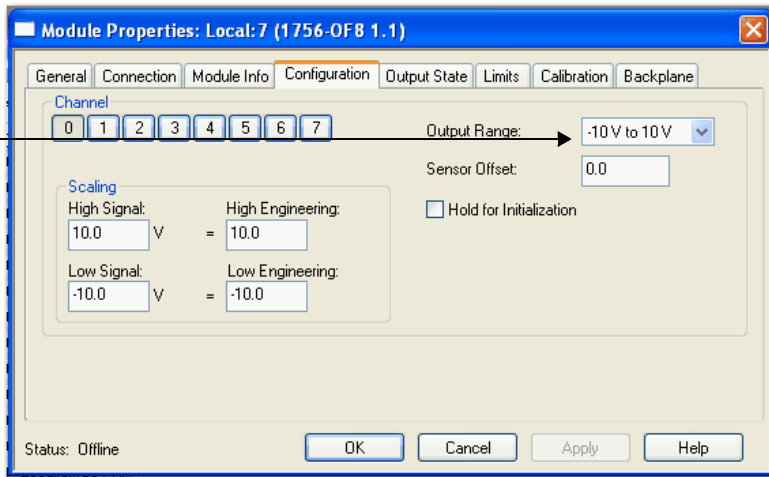 Module Properties: Local:7 (1756-OF8 1.1)
General Connection Module Info Configuration Output State Limits Calibration Backplane
Channel
0 1 2 3 4 5 6 7
Output Range: -10 V to 10 V
Sensor Offset: 0.0
Hold for Initialization
Scaling
High Signal: High Engineering:
10.0 V = 10.0
Low Signal: Low Engineering:
-10.0 V = -10.0
Status: Offline
OK Cancel Apply Help